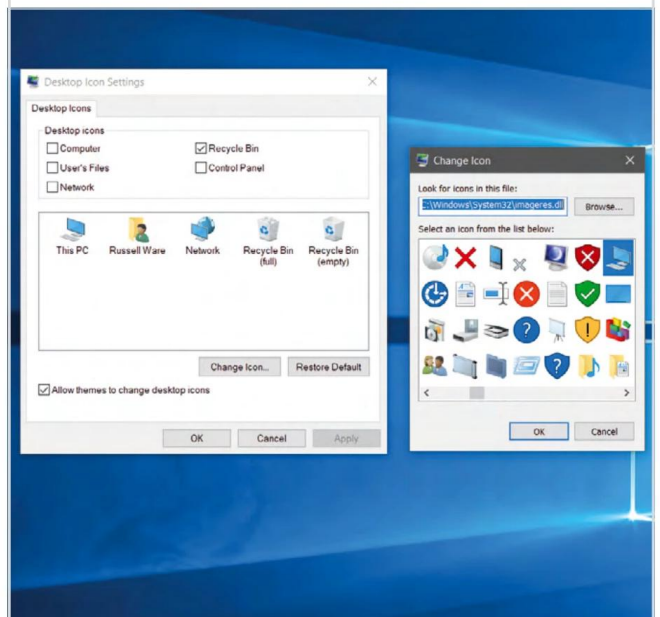 Desktop Icon Settings
Desktop Icons
Desktop icons
Computer
Recycle Bin
User's Files
Control Panel
Network
This PC
Russell Ware
Network
Recycle Bin
(full)
Recycle Bin
(empty)
Change Icon...
Restore Default
Allow themes to change desktop icons
OK
Cancel
Apply
Change Icon
Look for icons in this file:
C:\Windows\System32\imageres.dll
Browse...
Select an icon from the list below:
OK
Cancel